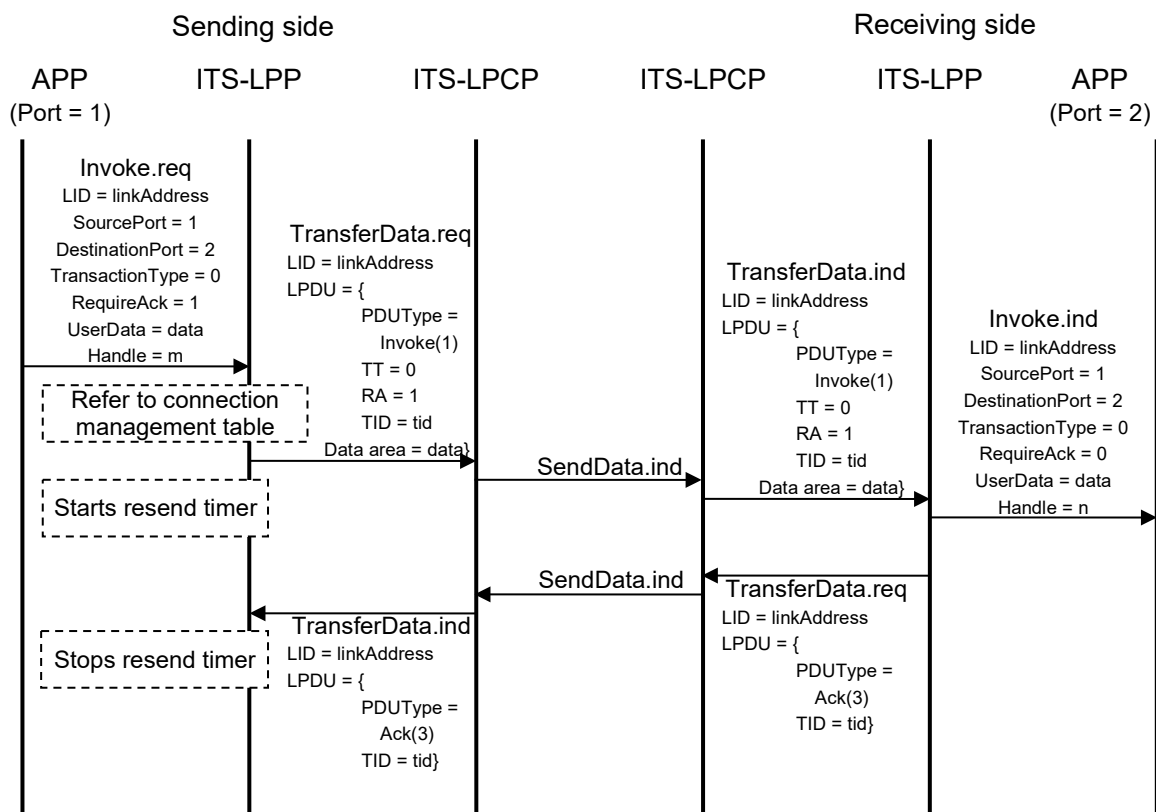 Sending side
Receiving side
APP
(Port = 1)
ITS-LPP
ITS-LPCP
ITS-LPCP
ITS-LPP
APP
(Port = 2)
Invoke.req
LID = linkAddress
SourcePort = 1
DestinationPort = 2
TransactionType = 0
RequireAck = 1
UserData = data
Handle = m
Refer to connection
management table
Starts resend timer
TransferData.req
LID = linkAddress
LPDU = {
PDUType =
Invoke(1)
TT = 0
RA = 1
TID = tid
Data area = data}
SendData.ind
TransferData.ind
LID = linkAddress
LPDU = {
PDUType =
Invoke(1)
TT = 0
RA = 1
TID = tid
Data area = data}
Invoke.ind
LID = linkAddress
SourcePort = 1
DestinationPort = 2
TransactionType = 0
RequireAck = 0
UserData = data
Handle = n
TransferData.req
LID = linkAddress
LPDU = {
PDUType =
Ack(3)
TID = tid}
SendData.ind
TransferData.ind
LID = linkAddress
LPDU = {
PDUType =
Ack(3)
TID = tid}
Stops resend timer